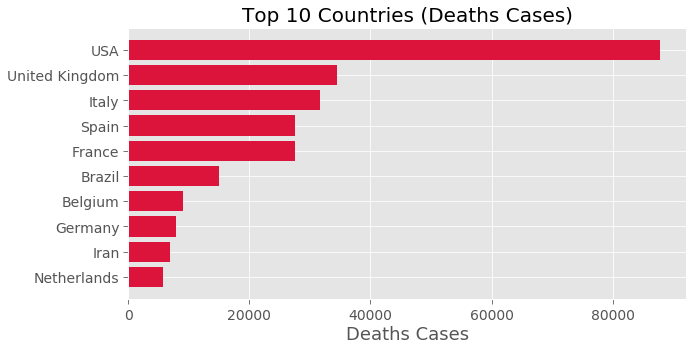 Top 10 Countries (Deaths Cases)
USA
United Kingdom
Italy
Spain
France
Brazil
Belgium
Germany
Iran
Netherlands
0 20000 40000 60000 80000
Deaths Cases